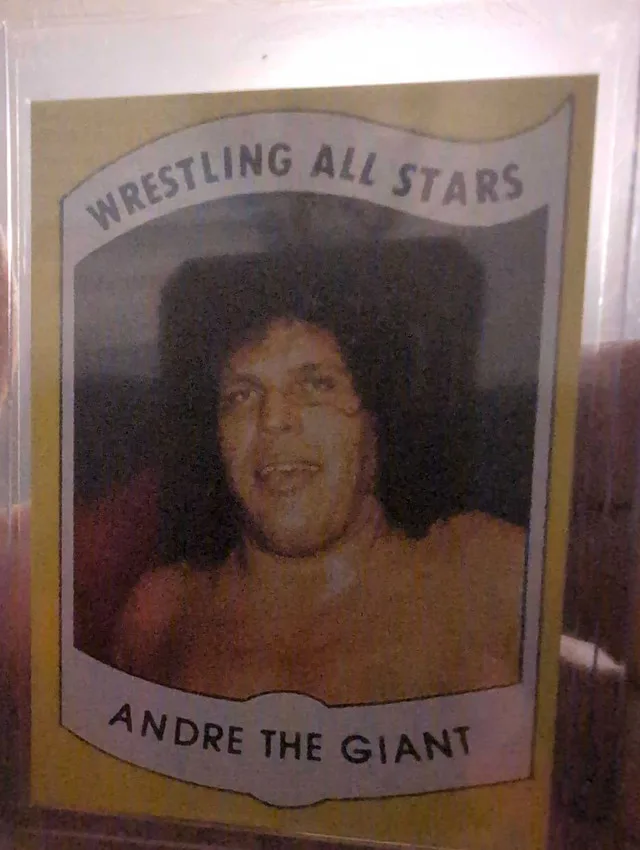 WRESTLING ALL STARS
ANDRE THE GIANT